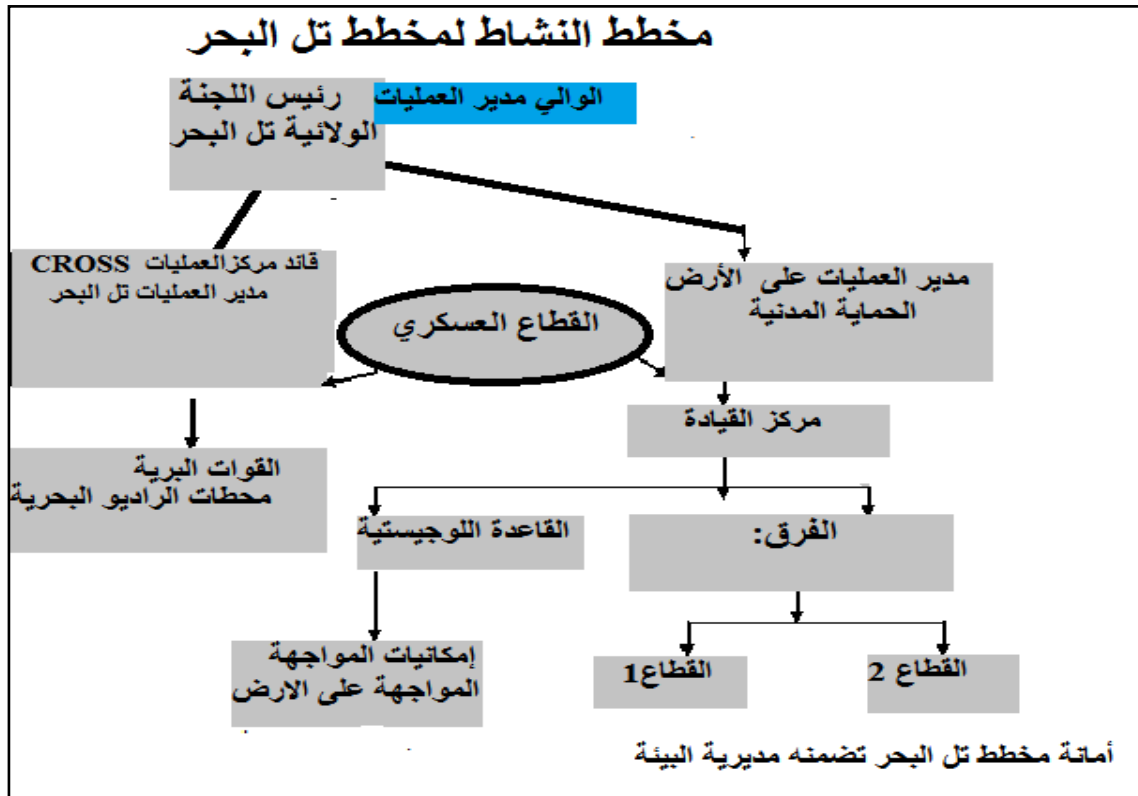 مخطط النشاط لمخطط تل البحر
الوالي مدير العمليات
رئيس اللجنة
الولائية تل البحر
مدير العمليات على الأرض
الحماية المدنية
القطاع العسكري
قائد مركزالعمليات CROSS
مدير العمليات تل البحر
مركز القيادة
القوات البرية
محطات الراديو البحرية
الفرق:
القاعدة اللوجيستية
القطاع 2
القطاع1
إمكانيات المواجهة
المواجهة على الارض
أمانة مخطط تل البحر تضمنه مديرية البيئة